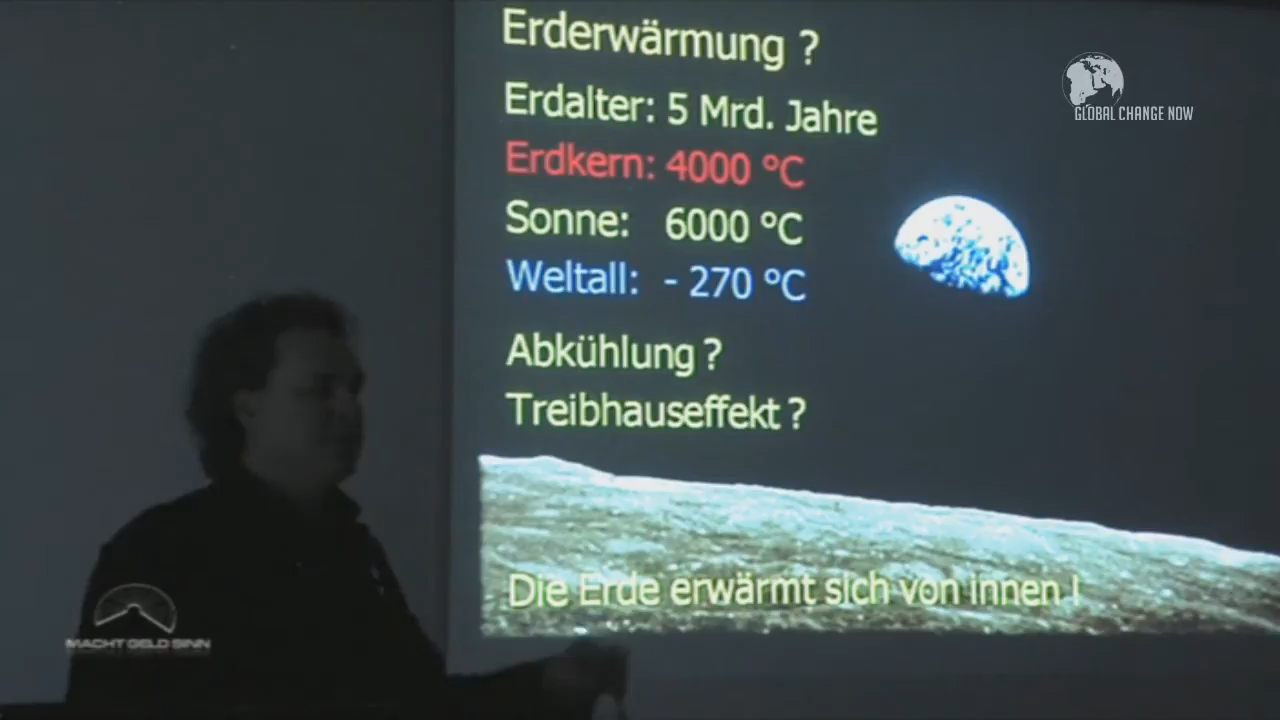 Erderwärmung ?
GLOBAL CHANGE NOW
Erdalter: 5 Mrd. Jahre
Erdkern: 4000 °C
Sonne: 6000 °C
Weltall: - 270 °C
Abkühlung ?
Treibhauseffekt ?
Die Erde erwärmt sich von innen !
MACHT GELD SINN